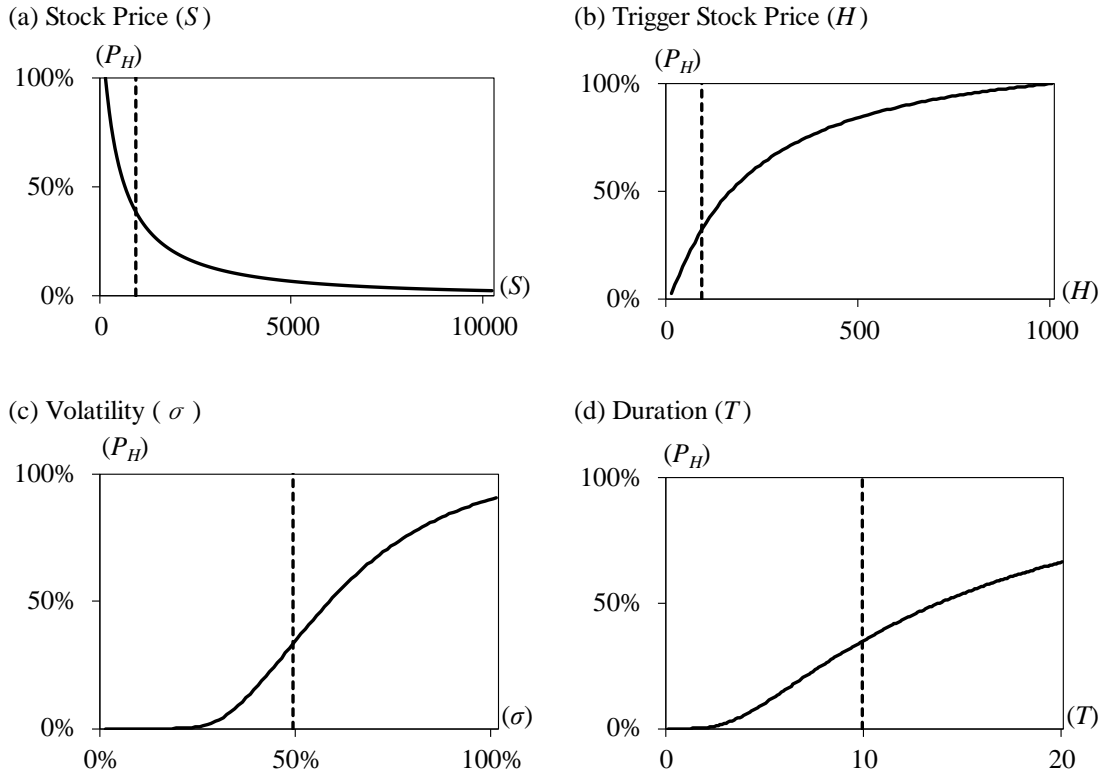 (a) Stock Price (S)
(P_H)
100%
50%
0%
(S)
0 5000 10000
(b) Trigger Stock Price (H)
(P_H)
100%
50%
0%
(H)
0 500 1000
(c) Volatility ( σ )
(P_H)
100%
50%
0%
(σ)
0% 50% 100%
(d) Duration (T)
(P_H)
100%
50%
0%
(T)
0 10 20